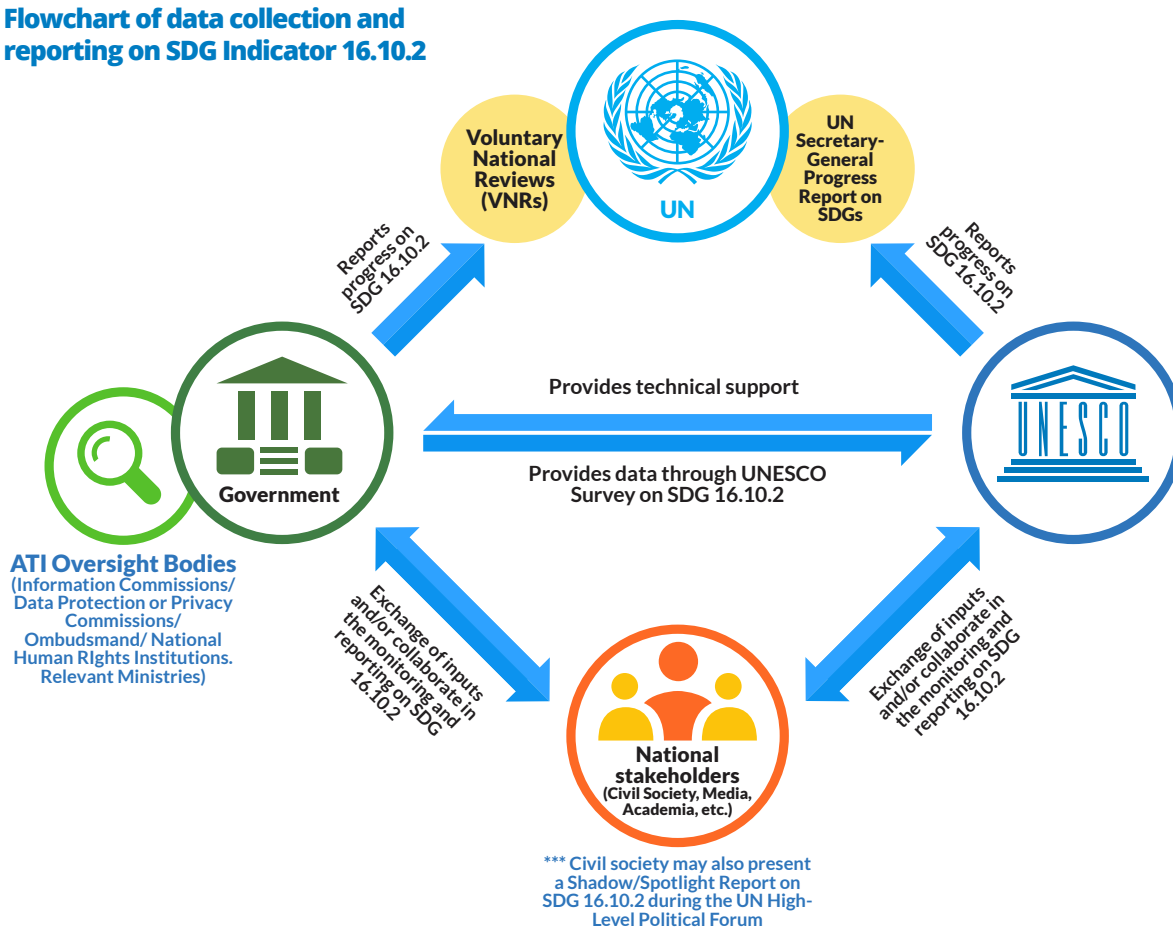 Flowchart of data collection and
reporting on SDG Indicator 16.10.2
Voluntary
National
Reviews
(VNRs)
UN
UN
Secretary-
General
Progress
Report on
SDGs
Reports
progress on
SDG 16.10.2
Reports
progress on
SDG 16.10.2
Provides technical support
Provides data through UNESCO
Survey on SDG 16.10.2
Government
UNESCO
ATI Oversight Bodies
(Information Commissions/
Data Protection or Privacy
Commissions/
Ombudsmand/ National
Human RIghts Institutions.
Relevant Ministries)
Exchange of inputs
and/or collaborate in
the monitoring and
reporting on SDG
16.10.2
Exchange of inputs
and/or collaborate in
the monitoring and
reporting on SDG
16.10.2
National
stakeholders
(Civil Society, Media,
Academia, etc.)
*** Civil society may also present
a Shadow/Spotlight Report on
SDG 16.10.2 during the UN High-
Level Political Forum